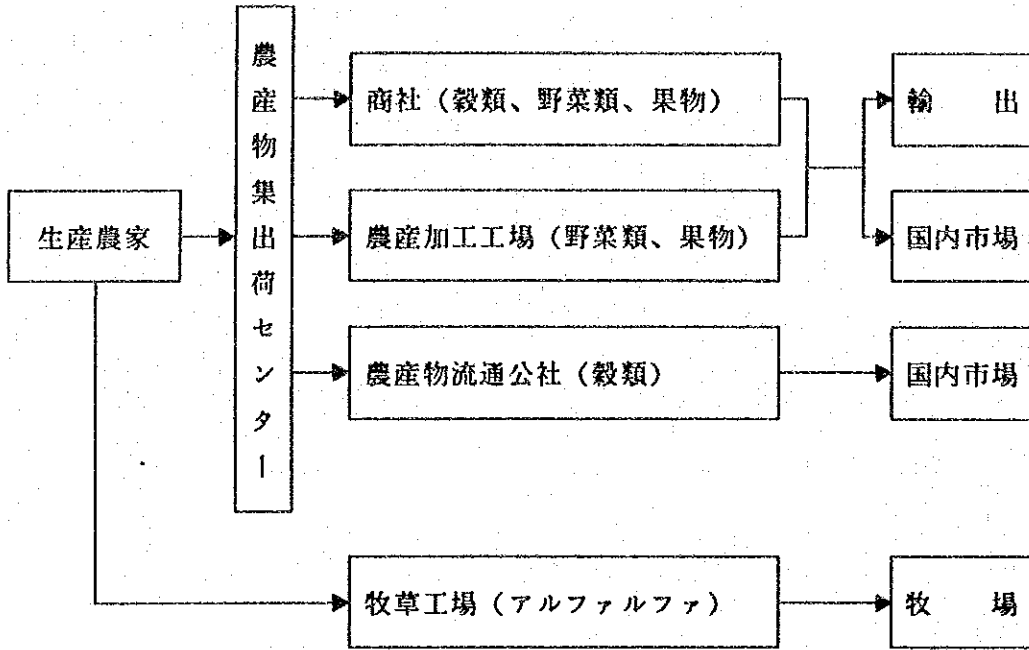 農産物集出荷センター
商社（穀類、野菜類、果物）
輸出
生産農家
農産加工工場（野菜類、果物）
国内市場
農産物流通公社（穀類）
国内市場
牧草工場（アルファルファ）
牧場